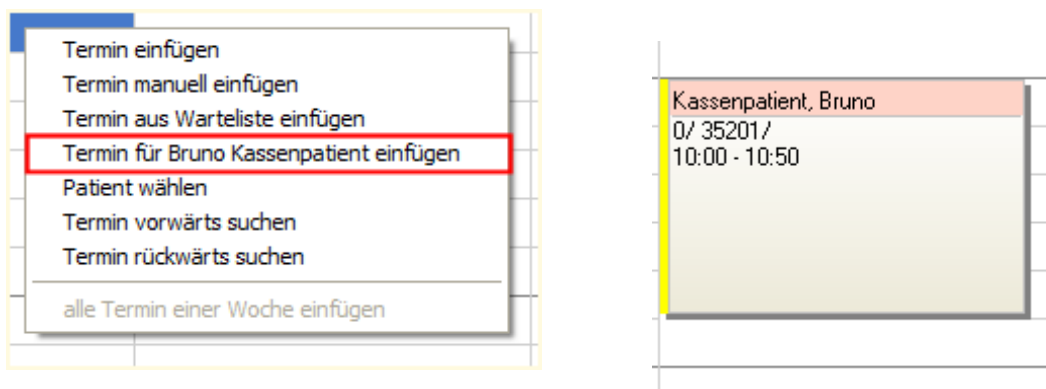 Termin einfügen
Termin manuell einfügen
Termin aus Warteliste einfügen
Termin für Bruno Kassenpatient einfügen
Patient wählen
Termin vorwärts suchen
Termin rückwärts suchen
alle Termin einer Woche einfügen
Kassenpatient, Bruno
0/ 35201/
10:00 - 10:50